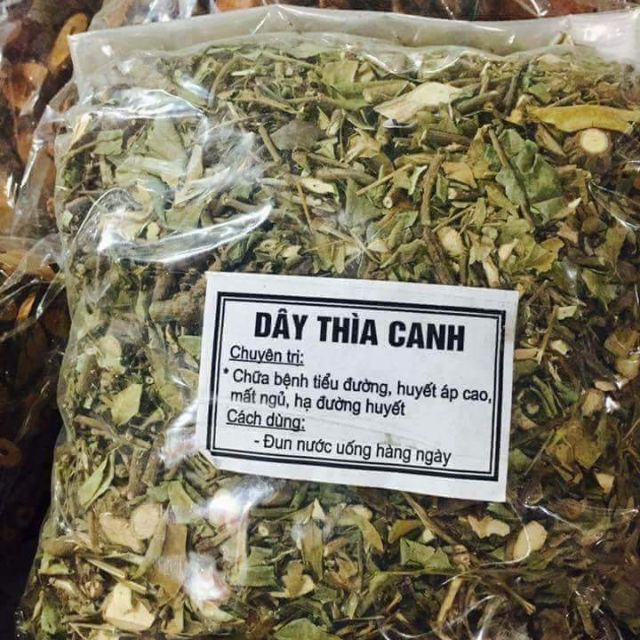 DÂY THÌA CANH
Chuyên trị:
* Chữa bệnh tiểu đường, huyết áp cao,
mất ngủ, hạ đường huyết
Cách dùng:
- Đun nước uống hàng ngày